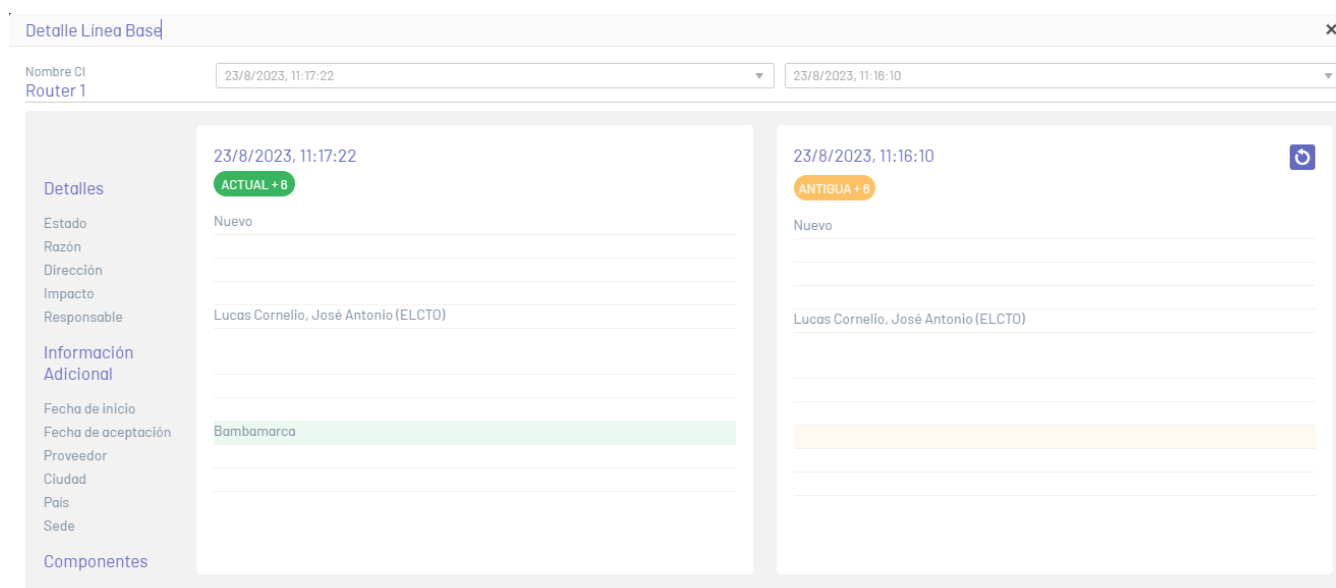 Detalle Línea Base
Nombre CI
Router 1
23/8/2023, 11:17:22
23/8/2023, 11:16:10
Detalles
Estado
Razón
Dirección
Impacto
Responsable
Información
Adicional
Fecha de inicio
Fecha de aceptación
Proveedor
Ciudad
País
Sede
Componentes
23/8/2023, 11:17:22
ACTUAL + 6
Nuevo
Lucas Cornelio, José Antonio (ELCTO)
Bambamarca
23/8/2023, 11:16:10
ANTIGUA + 6
Nuevo
Lucas Cornelio, José Antonio (ELCTO)